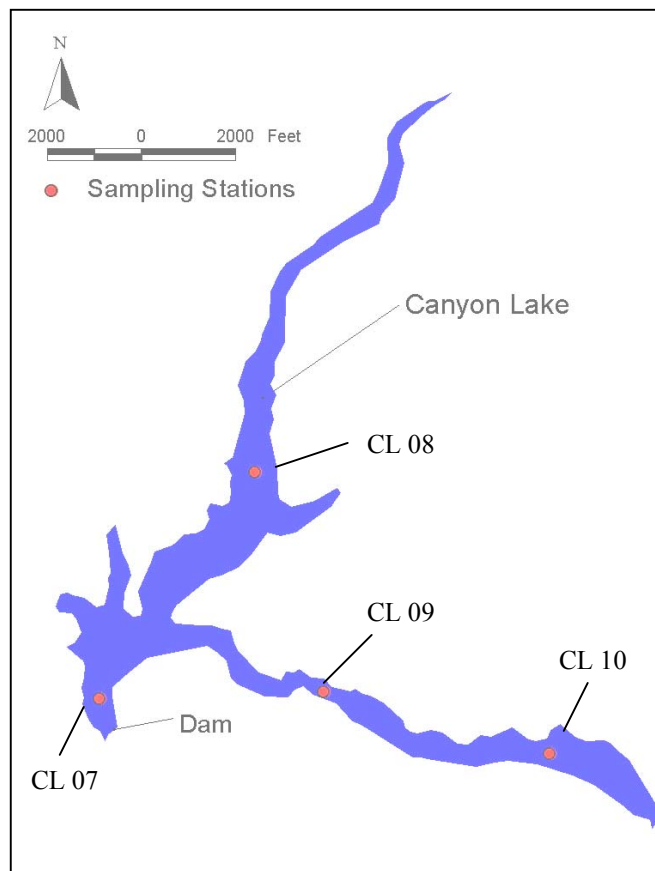 N
2000 0 2000 Feet
Sampling Stations
Canyon Lake
CL 08
CL 09
CL 10
Dam
CL 07